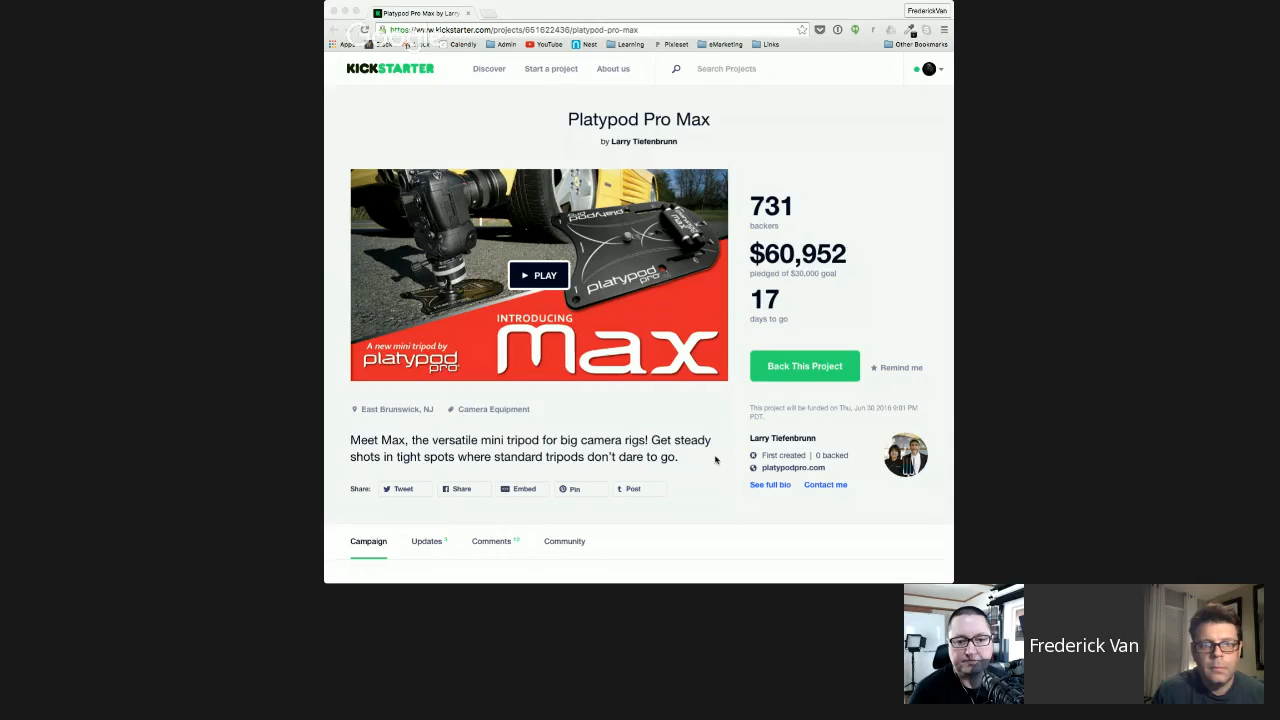 Platypod Pro Max by Larry
FrederickVan
https://www.kickstarter.com/projects/651622436/platypod-pro-max
Google
Apps
Calendly
Admin
YouTube
Nest
Learning
Pixieset
eMarketing
Links
Other Bookmarks
KICKSTARTER
Discover
Start a project
About us
Search Projects
Platypod Pro Max
by Larry Tiefenbrunn
platypod pro
max
PLAY
INTRODUCING
max
A new mini tripod by
platypod pro
731
backers
$60,952
pledged of $30,000 goal
17
days to go
Back This Project
Remind me
East Brunswick, NJ
Camera Equipment
This project will be funded on Thu, Jun 30 2016 9:01 PM
PDT.
Meet Max, the versatile mini tripod for big camera rigs! Get steady
shots in tight spots where standard tripods don't dare to go.
Larry Tiefenbrunn
First created | 0 backed
platypodpro.com
See full bio
Contact me
Share:
Tweet
Share
Embed
Pin
Post
Campaign
Updates 3
Comments 12
Community
Frederick Van